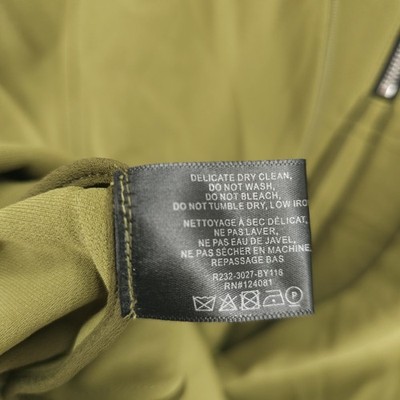 DELICATE DRY CLEAN,
DO NOT WASH,
DO NOT BLEACH,
DO NOT TUMBLE DRY, LOW IRON
NETTOYAGE À SEC DÉLICAT,
NE PAS LAVER,
NE PAS EAU DE JAVEL,
NE PAS SÉCHER EN MACHINE,
REPASSAGE BAS
R232-3027-BY116
RN#124081